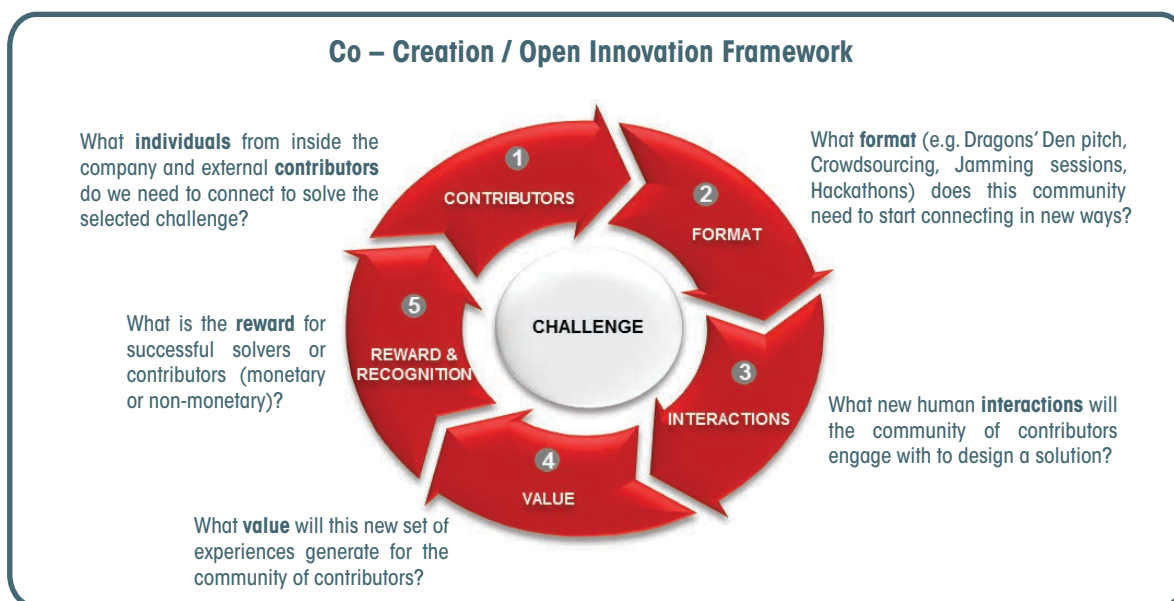 Co – Creation / Open Innovation Framework
What individuals from inside the
company and external contributors
do we need to connect to solve the
selected challenge?
1
CONTRIBUTORS
What format (e.g. Dragons’ Den pitch,
Crowdsourcing, Jamming sessions,
Hackathons) does this community
need to start connecting in new ways?
2
FORMAT
CHALLENGE
3
INTERACTIONS
What new human interactions will
the community of contributors
engage with to design a solution?
4
VALUE
What value will this new set of
experiences generate for the
community of contributors?
5
REWARD &
RECOGNITION
What is the reward for
successful solvers or
contributors (monetary
or non-monetary)?